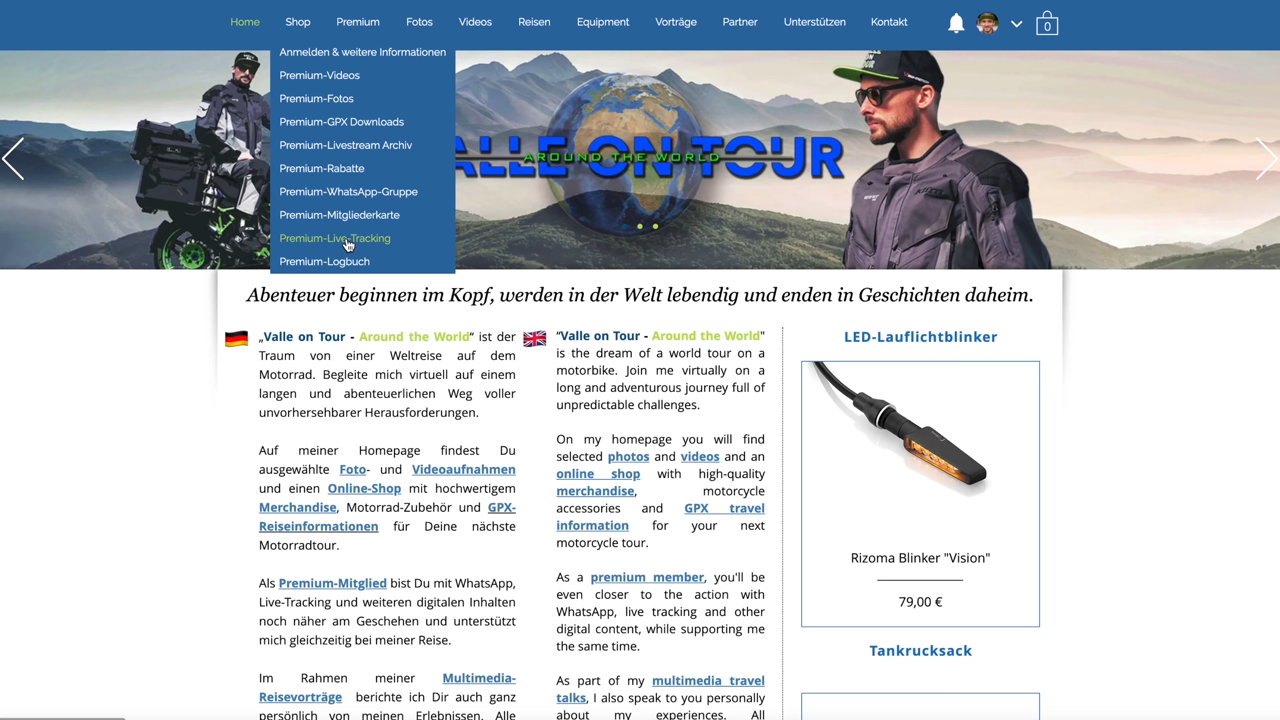 Home Shop Premium Fotos Videos Reisen Equipment Vorträge Partner Unterstützen Kontakt
0
Anmelden & weitere Informationen
Premium-Videos
Premium-Fotos
Premium-GPX Downloads
Premium-Livestream Archiv
Premium-Rabatte
Premium-WhatsApp-Gruppe
Premium-Mitgliederkarte
Premium-Live-Tracking
Premium-Logbuch
ALLE ON TOUR
AROUND THE WORLD
Abenteuer beginnen im Kopf, werden in der Welt lebendig und enden in Geschichten daheim.
„Valle on Tour - Around the World“ ist der
Traum von einer Weltreise auf dem
Motorrad. Begleite mich virtuell auf einem
langen und abenteuerlichen Weg voller
unvorhersehbarer Herausforderungen.
Auf meiner Homepage findest Du
ausgewählte Foto- und Videoaufnahmen
und einen Online-Shop mit hochwertigem
Merchandise, Motorrad-Zubehör und GPX-
Reiseinformationen für Deine nächste
Motorradtour.
Als Premium-Mitglied bist Du mit WhatsApp,
Live-Tracking und weiteren digitalen Inhalten
noch näher am Geschehen und unterstützt
mich gleichzeitig bei meiner Reise.
Im Rahmen meiner Multimedia-
Reisevorträge berichte ich Dir auch ganz
persönlich von meinen Erlebnissen. Alle
"Valle on Tour - Around the World"
is the dream of a world tour on a
motorbike. Join me virtually on a
long and adventurous journey full of
unpredictable challenges.
On my homepage you will find
selected photos and videos and an
online shop with high-quality
merchandise, motorcycle
accessories and GPX travel
information for your next
motorcycle tour.
As a premium member, you'll be
even closer to the action with
WhatsApp, live tracking and other
digital content, while supporting me
the same time.
As part of my multimedia travel
talks, I also speak to you personally
about my experiences. All
LED-Lauflichtblinker
Rizoma Blinker "Vision"
79,00 €
Tankrucksack